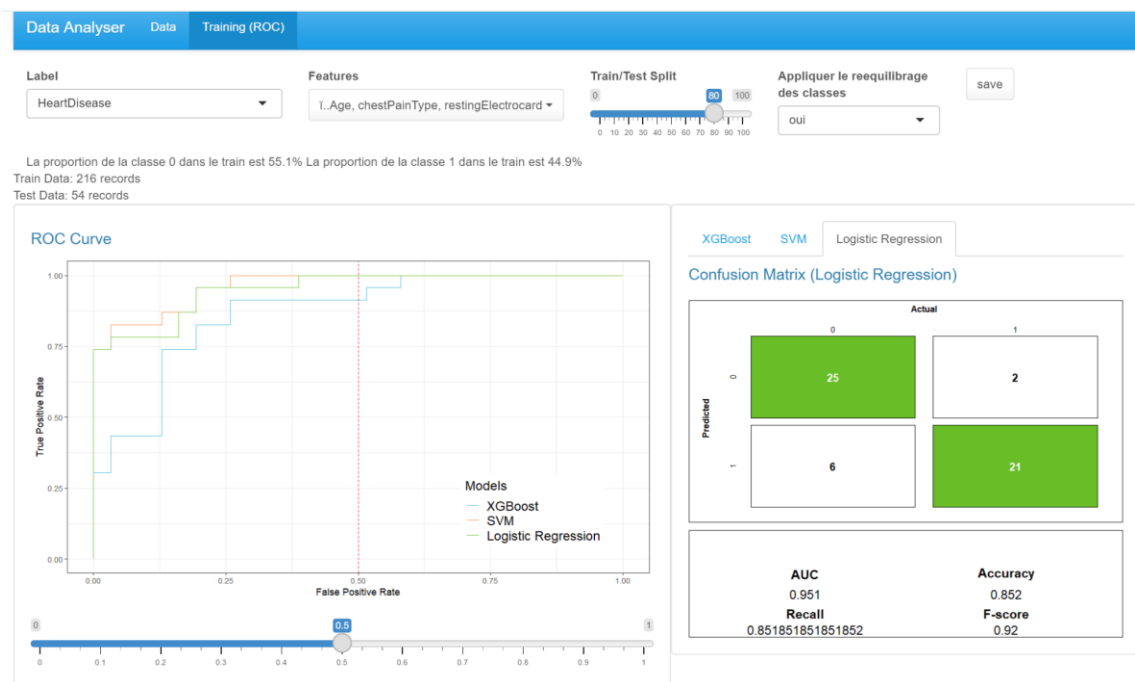 Data Analyser Data Training (ROC)
Label
HeartDisease
Features
ï..Age, chestPainType, restingElectrocard
Train/Test Split
0 80 100
0 10 20 30 40 50 60 70 80 90 100
Appliquer le reequilibrage
des classes
oui
save
La proportion de la classe 0 dans le train est 55.1% La proportion de la classe 1 dans le train est 44.9%
Train Data: 216 records
Test Data: 54 records
ROC Curve
1.00
0.75
0.50
0.25
0.00
True Positive Rate
Models
XGBoost
SVM
Logistic Regression
0.00 0.25 0.50 0.75 1.00
False Positive Rate
0 0.5 1
0 0.1 0.2 0.3 0.4 0.5 0.6 0.7 0.8 0.9 1
XGBoost SVM Logistic Regression
Confusion Matrix (Logistic Regression)
Actual
0 1
Predicted
0 25 2
1 6 21
AUC Accuracy
0.951 0.852
Recall F-score
0.851851851851852 0.92